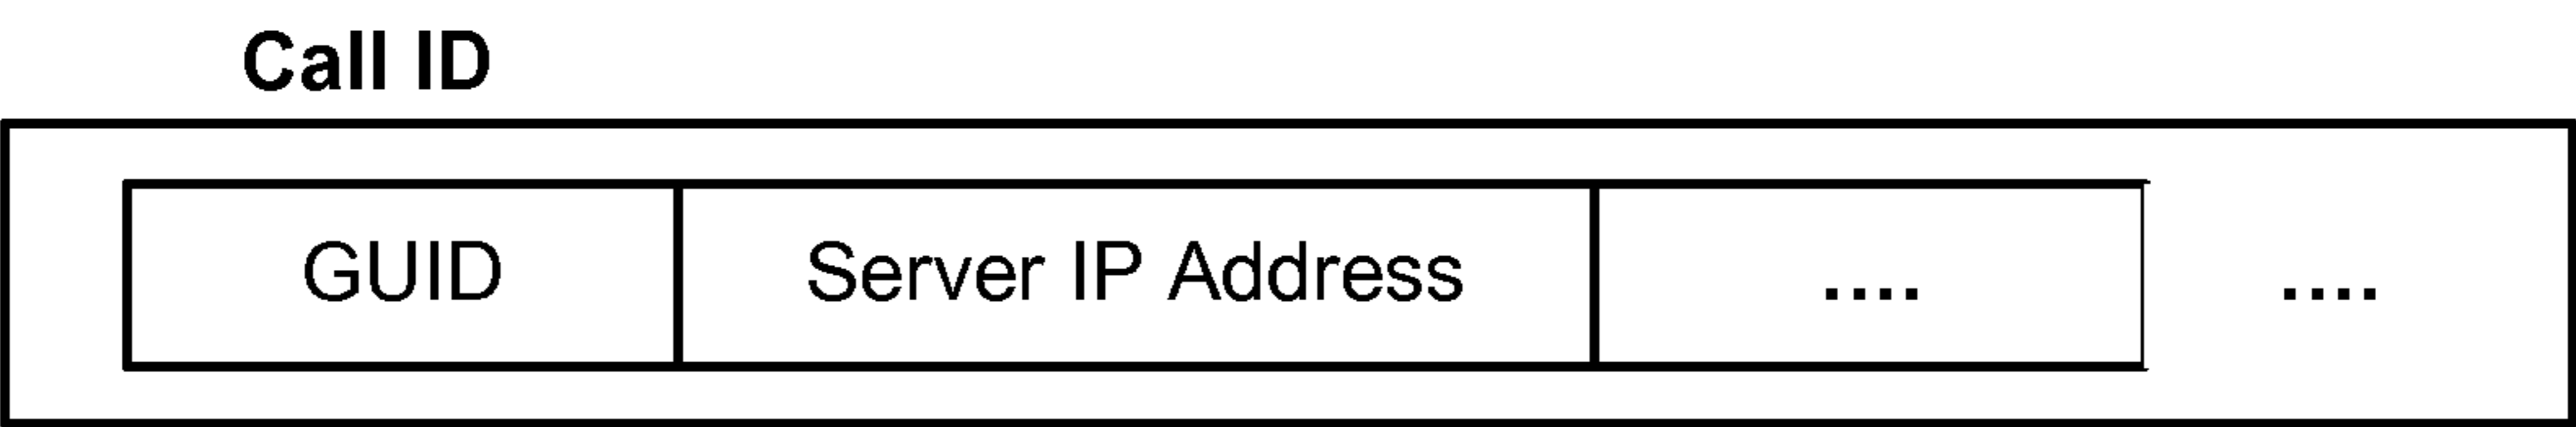 Call ID
GUID Server IP Address .... ....